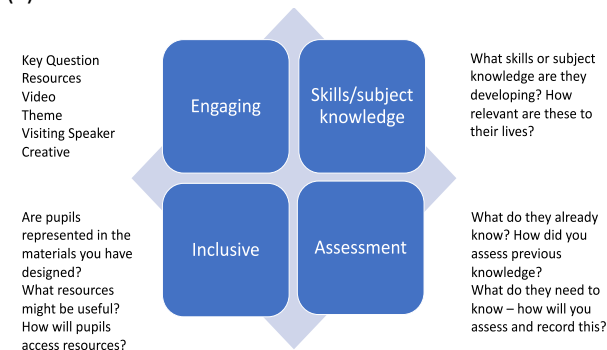 Key Question
Resources
Video
Theme
Visiting Speaker
Creative
Engaging
Skills/subject
knowledge
What skills or subject
knowledge are they
developing? How
relevant are these to
their lives?
Are pupils
represented in the
materials you have
designed?
What resources
might be useful?
How will pupils
access resources?
Inclusive
Assessment
What do they already
know? How did you
assess previous
knowledge?
What do they need to
know – how will you
assess and record this?